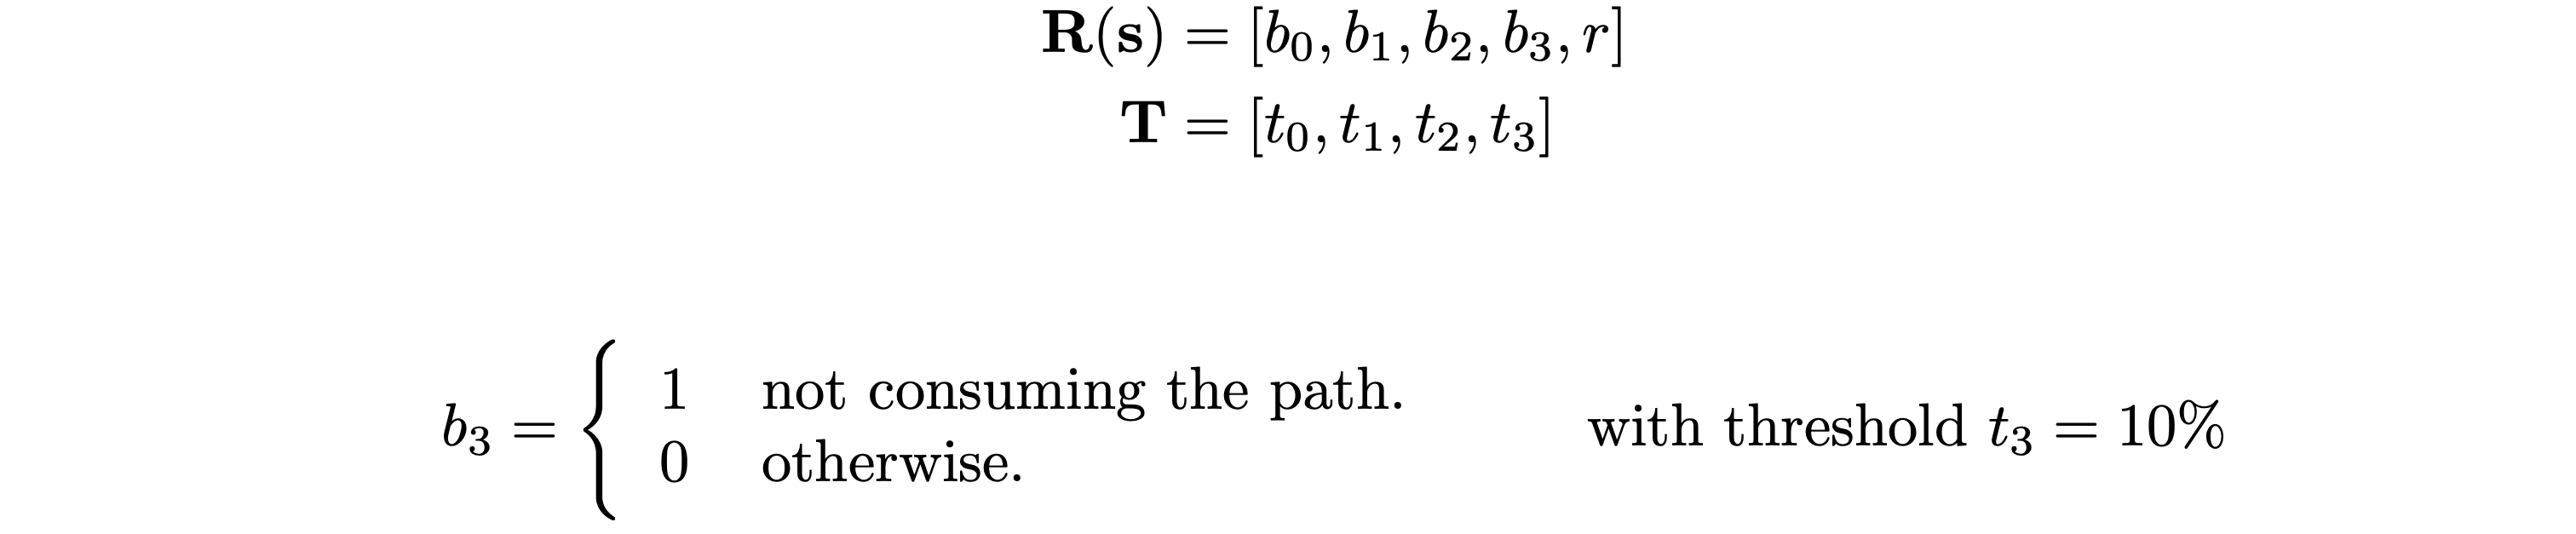 R(s) = [b₀, b₁, b₂, b₃, r]
T = [t₀, t₁, t₂, t₃]
b₃ = { 1 not consuming the path. 0 otherwise. with threshold t₃ = 10%